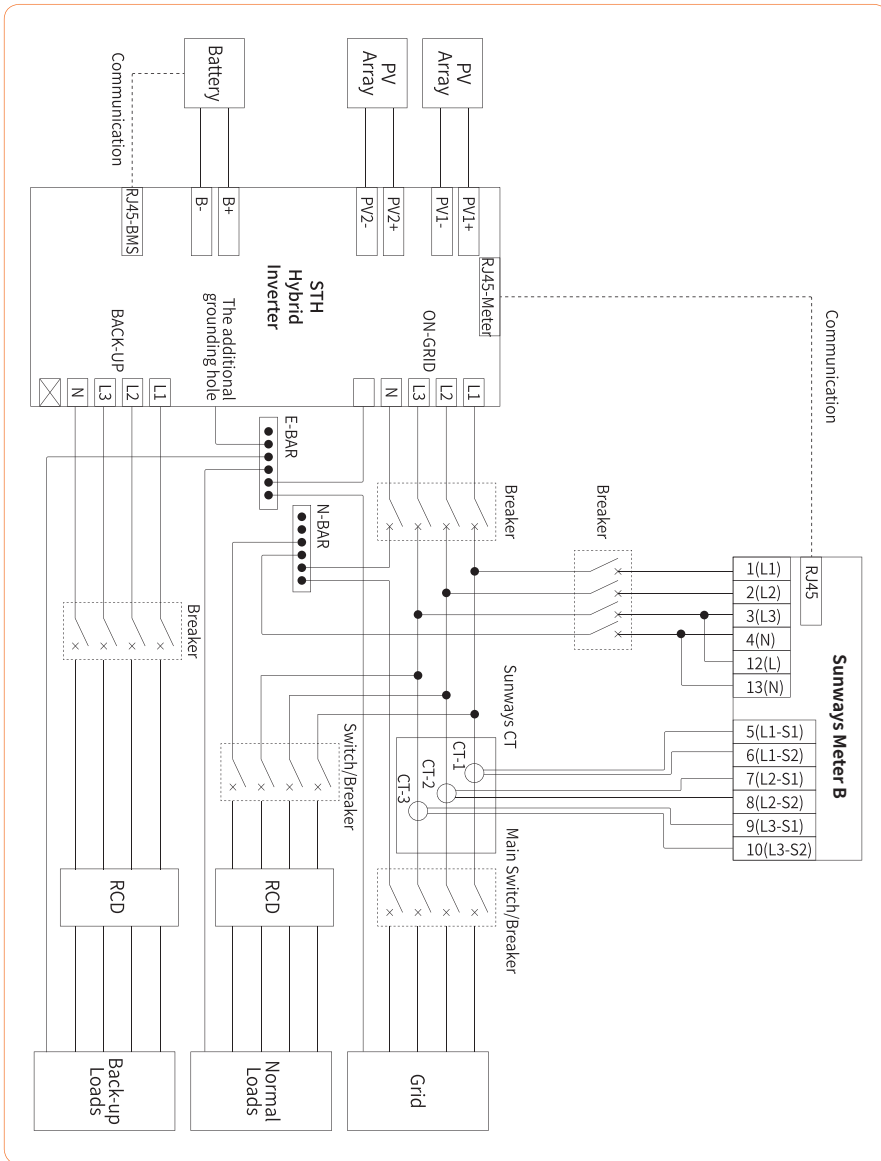 Battery
PV
Array
PV
Array
Communication
RJ45-BMS
B-
B+
PV2-
PV2+
PV1-
PV1+
RJ45-Meter
STH
Hybrid
Inverter
The additional
grounding hole
BACK-UP
ON-GRID
N
L3
L2
L1
N
L3
L2
L1
Communication
E-BAR
N-BAR
Breaker
Breaker
Breaker
RJ45
1(L1)
2(L2)
3(L3)
4(N)
12(L)
13(N)
5(L1-S1)
6(L1-S2)
7(L2-S1)
8(L2-S2)
9(L3-S1)
10(L3-S2)
Sunways Meter B
Sunways CT
CT-1
CT-2
CT-3
Switch/Breaker
Main Switch/Breaker
RCD
RCD
Back-up
Loads
Normal
Loads
Grid